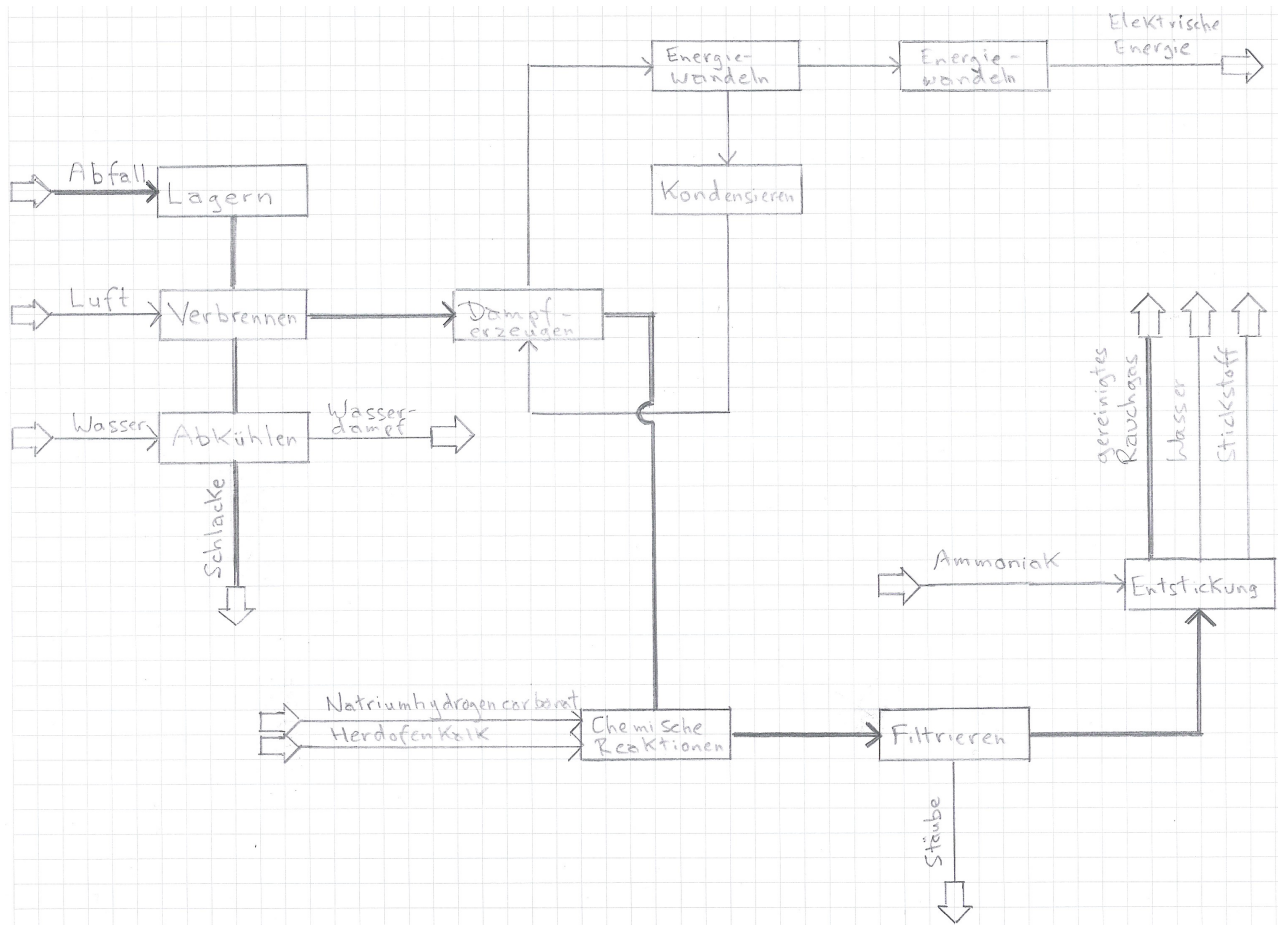 Elektrische
Energie
Energie-
wandeln
Energie-
wandeln
Abfall
Lagern
Kondensieren
Luft
Verbrennen
Dampf-
erzeugen
Wasser
Abkühlen
Wasser-
dampf
Schlacke
gereinigtes
Rauchgas
Wasser
Stickstoff
Ammoniak
Entstickung
Natriumhydrogencarbonat
Herdofenkalk
Chemische
Reaktionen
Filtrieren
Stäube